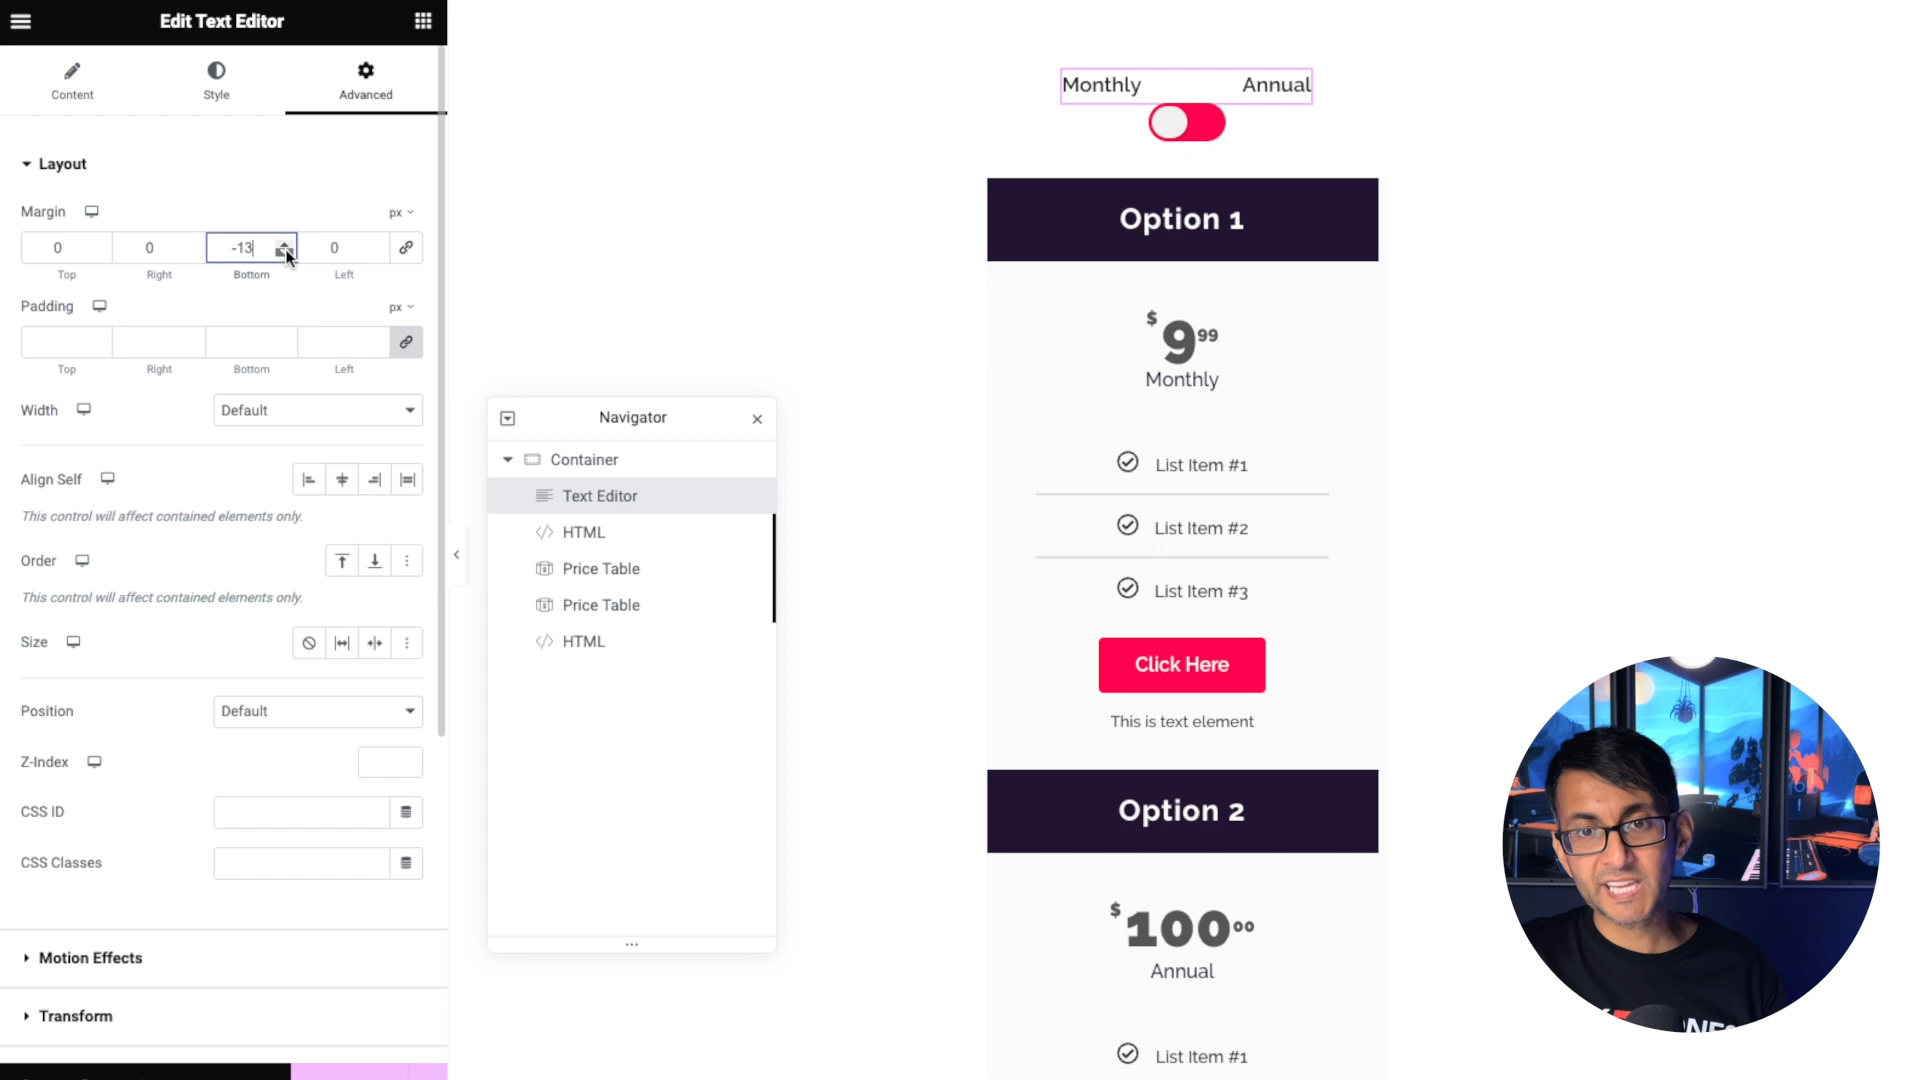 Edit Text Editor
Content
Style
Advanced
Layout
Margin
px
0
0
-13
0
Top
Right
Bottom
Left
Padding
px
Top
Right
Bottom
Left
Width
Default
Align Self
This control will affect contained elements only.
Order
This control will affect contained elements only.
Size
Position
Default
Z-Index
CSS ID
CSS Classes
Motion Effects
Transform
Navigator
Container
Text Editor
HTML
Price Table
Price Table
HTML
Monthly Annual
Option 1
$9 99
Monthly
List Item #1
List Item #2
List Item #3
Click Here
This is text element
Option 2
$100 00
Annual
List Item #1